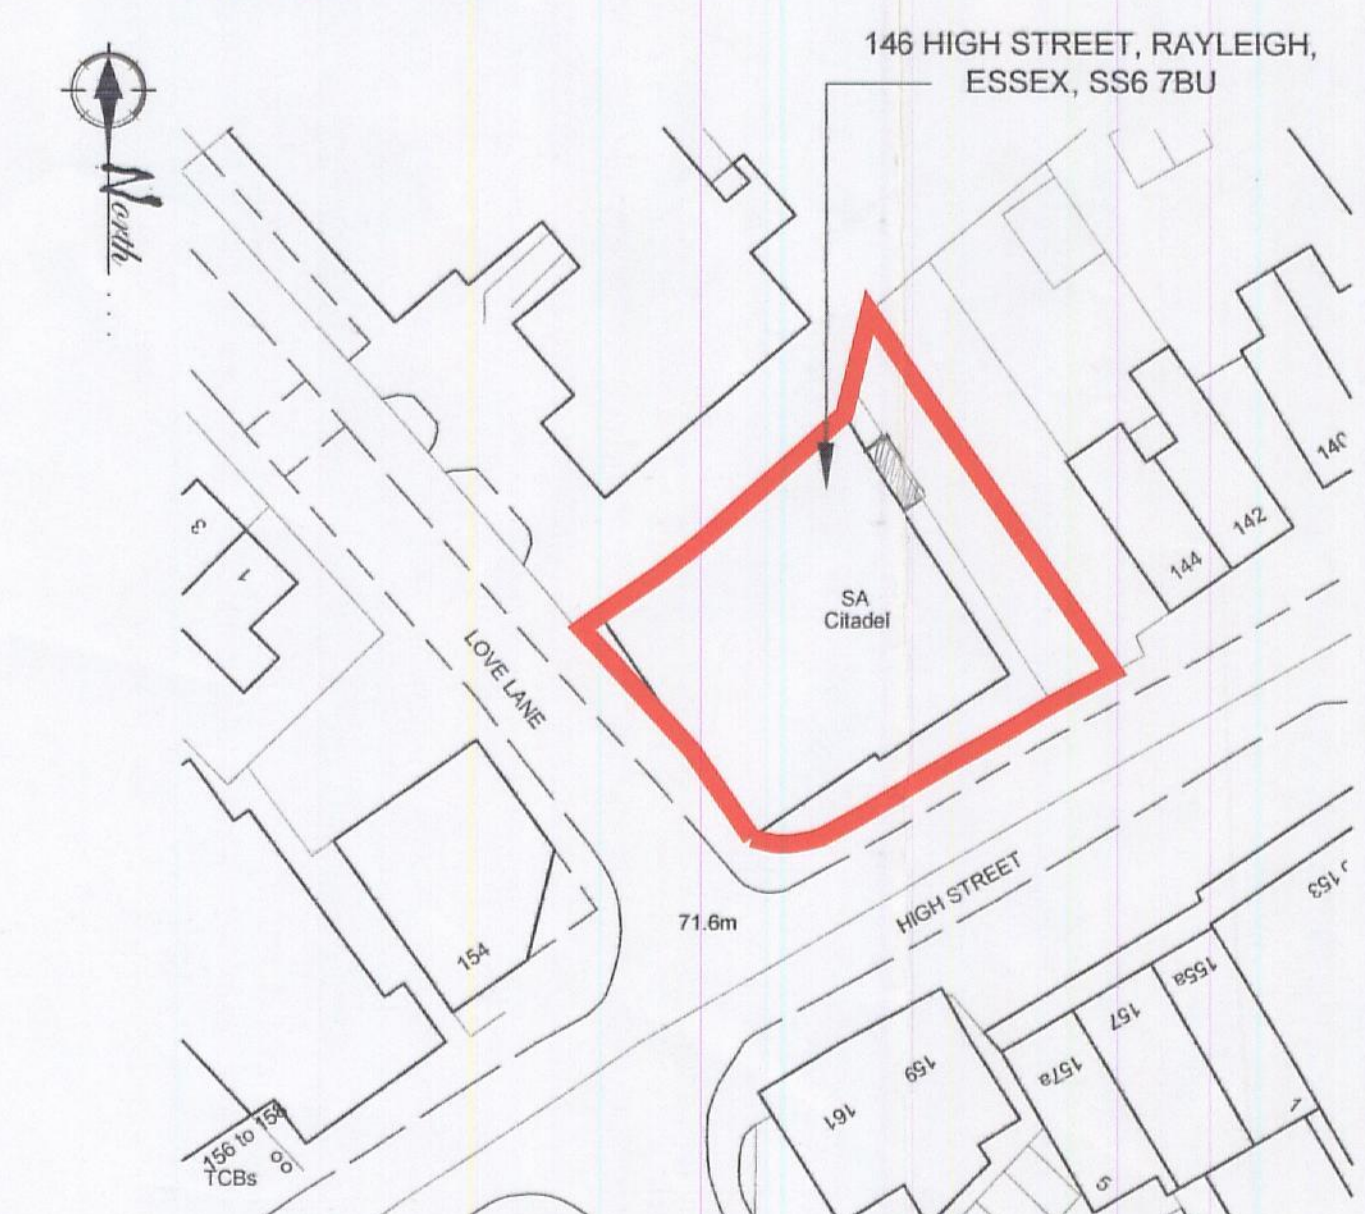 146 HIGH STREET, RAYLEIGH,
ESSEX, SS6 7BU
North
3
1
LOVE LANE
SA
Citadel
144
142
154
71.6m
HIGH STREET
153
155a
157
157a
159
161
5
156 to 158
TCBs